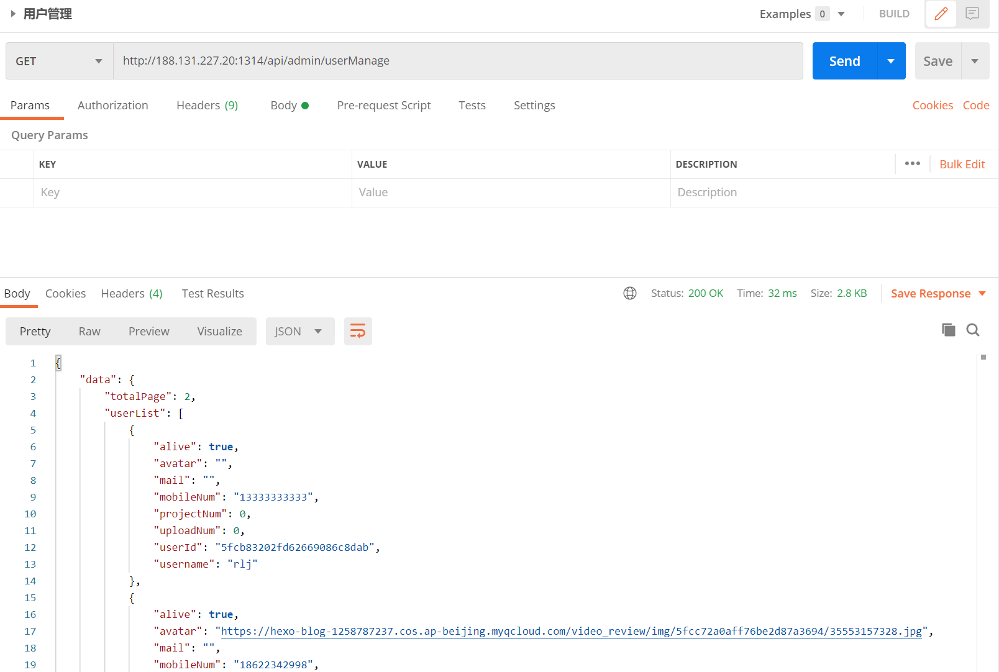 用户管理
Examples 0 BUILD
GET http://188.131.227.20:1314/api/admin/userManage Send Save
Params Authorization Headers (9) Body Pre-request Script Tests Settings Cookies Code
Query Params
KEY VALUE DESCRIPTION ••• Bulk Edit
Key Value Description
Body Cookies Headers (4) Test Results Status: 200 OK Time: 32 ms Size: 2.8 KB Save Response
Pretty Raw Preview Visualize JSON
1 {
2 "data": {
3 "totalPage": 2,
4 "userList": [
5 {
6 "alive": true,
7 "avatar": "",
8 "mail": "",
9 "mobileNum": "13333333333",
10 "projectNum": 0,
11 "uploadNum": 0,
12 "userId": "5fcb83202fd62669086c8dab",
13 "username": "rlj"
14 },
15 {
16 "alive": true,
17 "avatar": "https://hexo-blog-1258787237.cos.ap-beijing.myqcloud.com/video_review/img/5fcc72a0aff76be2d87a3694/35553157328.jpg",
18 "mail": "",
19 "mobileNum": "18622342998",